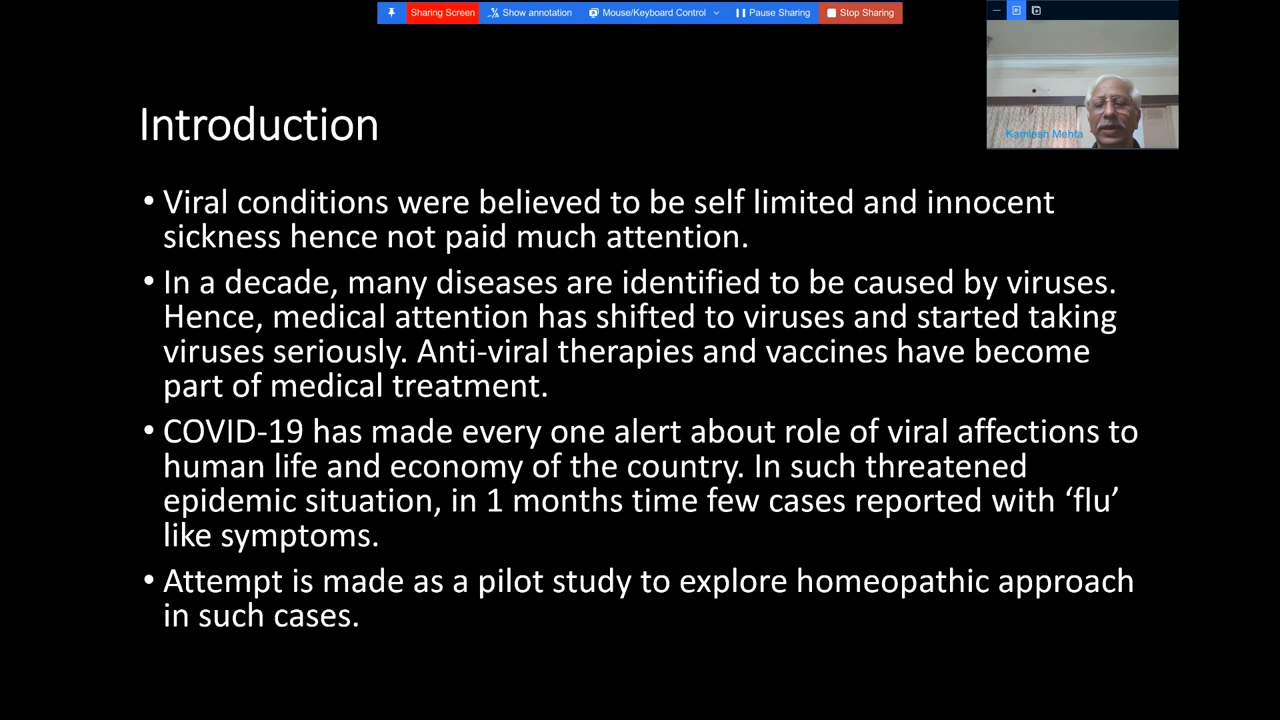 Sharing Screen Show annotation Mouse/Keyboard Control Pause Sharing Stop Sharing
Kamlesh Mehta
Introduction
• Viral conditions were believed to be self limited and innocent
sickness hence not paid much attention.
• In a decade, many diseases are identified to be caused by viruses.
Hence, medical attention has shifted to viruses and started taking
viruses seriously. Anti-viral therapies and vaccines have become
part of medical treatment.
• COVID-19 has made every one alert about role of viral affections to
human life and economy of the country. In such threatened
epidemic situation, in 1 months time few cases reported with ‘flu’
like symptoms.
• Attempt is made as a pilot study to explore homeopathic approach
in such cases.